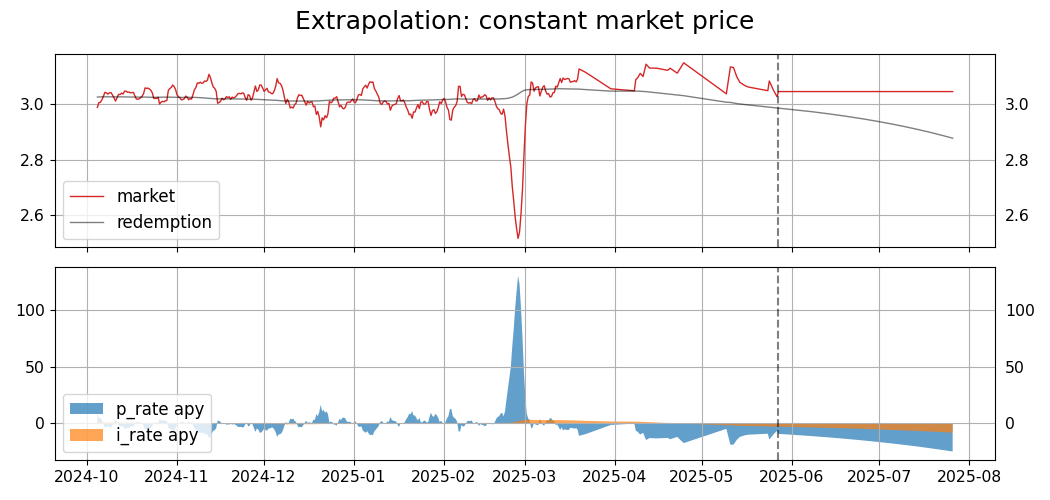 Extrapolation: constant market price
3.0 3.0
2.8 2.8
2.6 2.6
market
redemption
100 100
50 50
0 0
p_rate apy
i_rate apy
2024-10 2024-11 2024-12 2025-01 2025-02 2025-03 2025-04 2025-05 2025-06 2025-07 2025-08